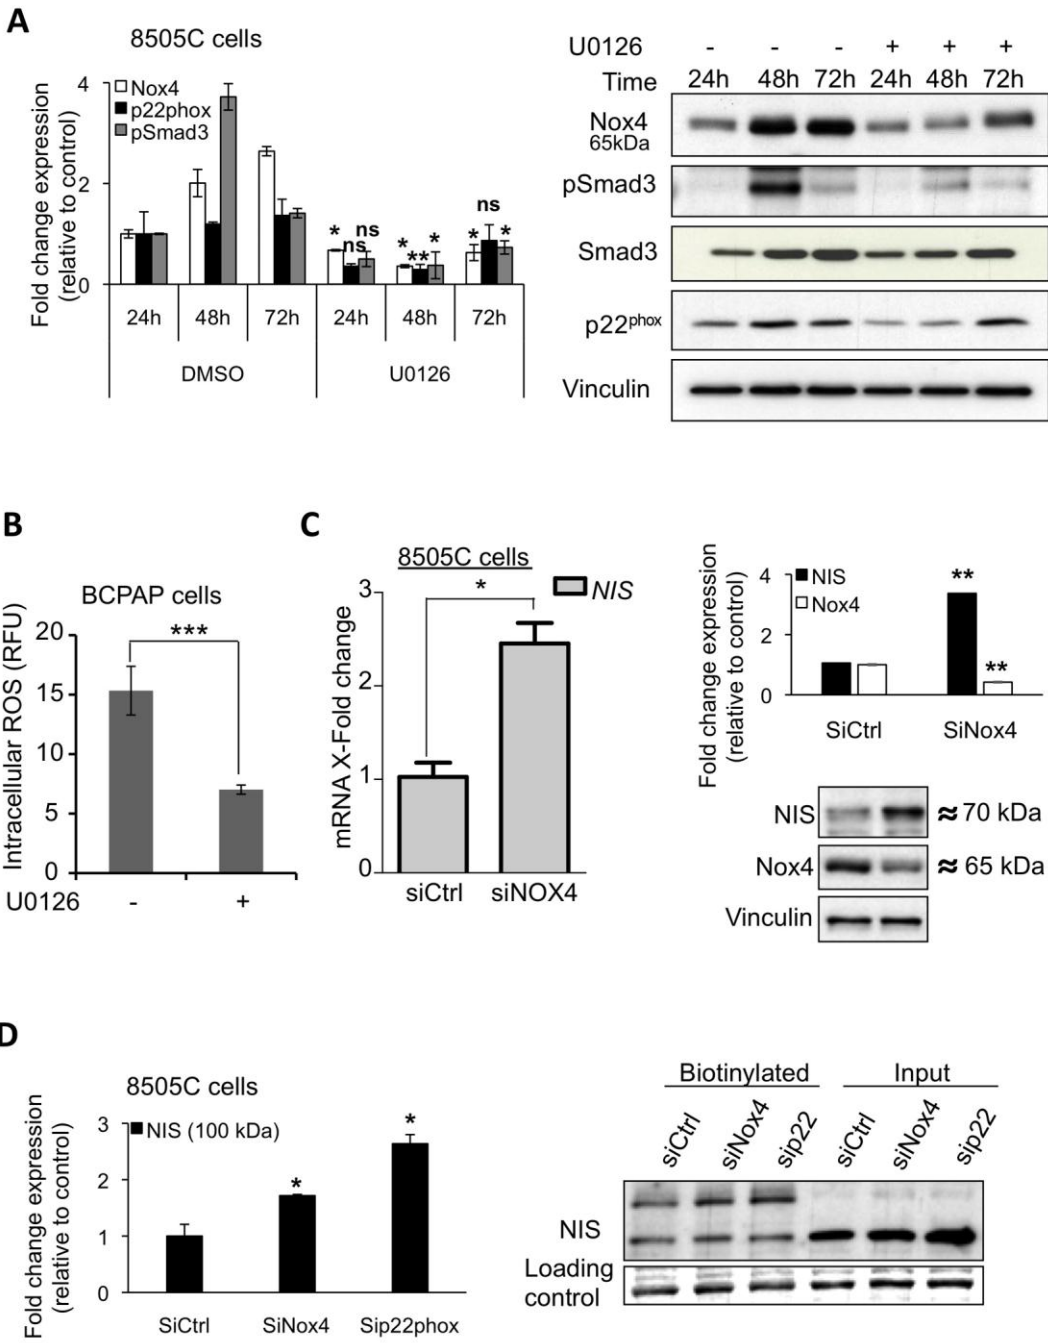 A
8505C cells
Fold change expression
(relative to control)
4
2
0
Nox4
p22phox
pSmad3
* ns ns
* ** *
* ns *
24h 48h 72h 24h 48h 72h
DMSO U0126
U0126 - - - + + +
Time 24h 48h 72h 24h 48h 72h
Nox4
65kDa
pSmad3
Smad3
p22phox
Vinculin
B
BCPAP cells
Intracellular ROS (RFU)
20
15
10
5
0
***
U0126 - +
C
8505C cells
mRNA X-Fold change
3
2
1
0
*
NIS
siCtrl siNOX4
Fold change expression
(relative to control)
4
2
0
NIS
Nox4
**
**
SiCtrl SiNox4
NIS ≈ 70 kDa
Nox4 ≈ 65 kDa
Vinculin
D
8505C cells
Fold change expression
(relative to control)
3
2
1
0
NIS (100 kDa)
*
*
SiCtrl SiNox4 Sip22phox
Biotinylated Input
siCtrl siNox4 sip22 siCtrl siNox4 sip22
NIS
Loading
control